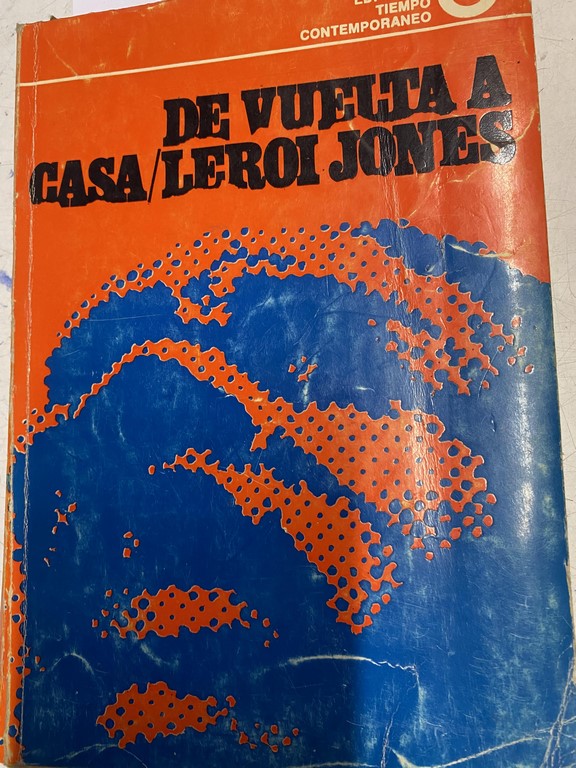 TIEMPO
CONTEMPORANEO
DE VUELTA A
CASA/LEROI JONES